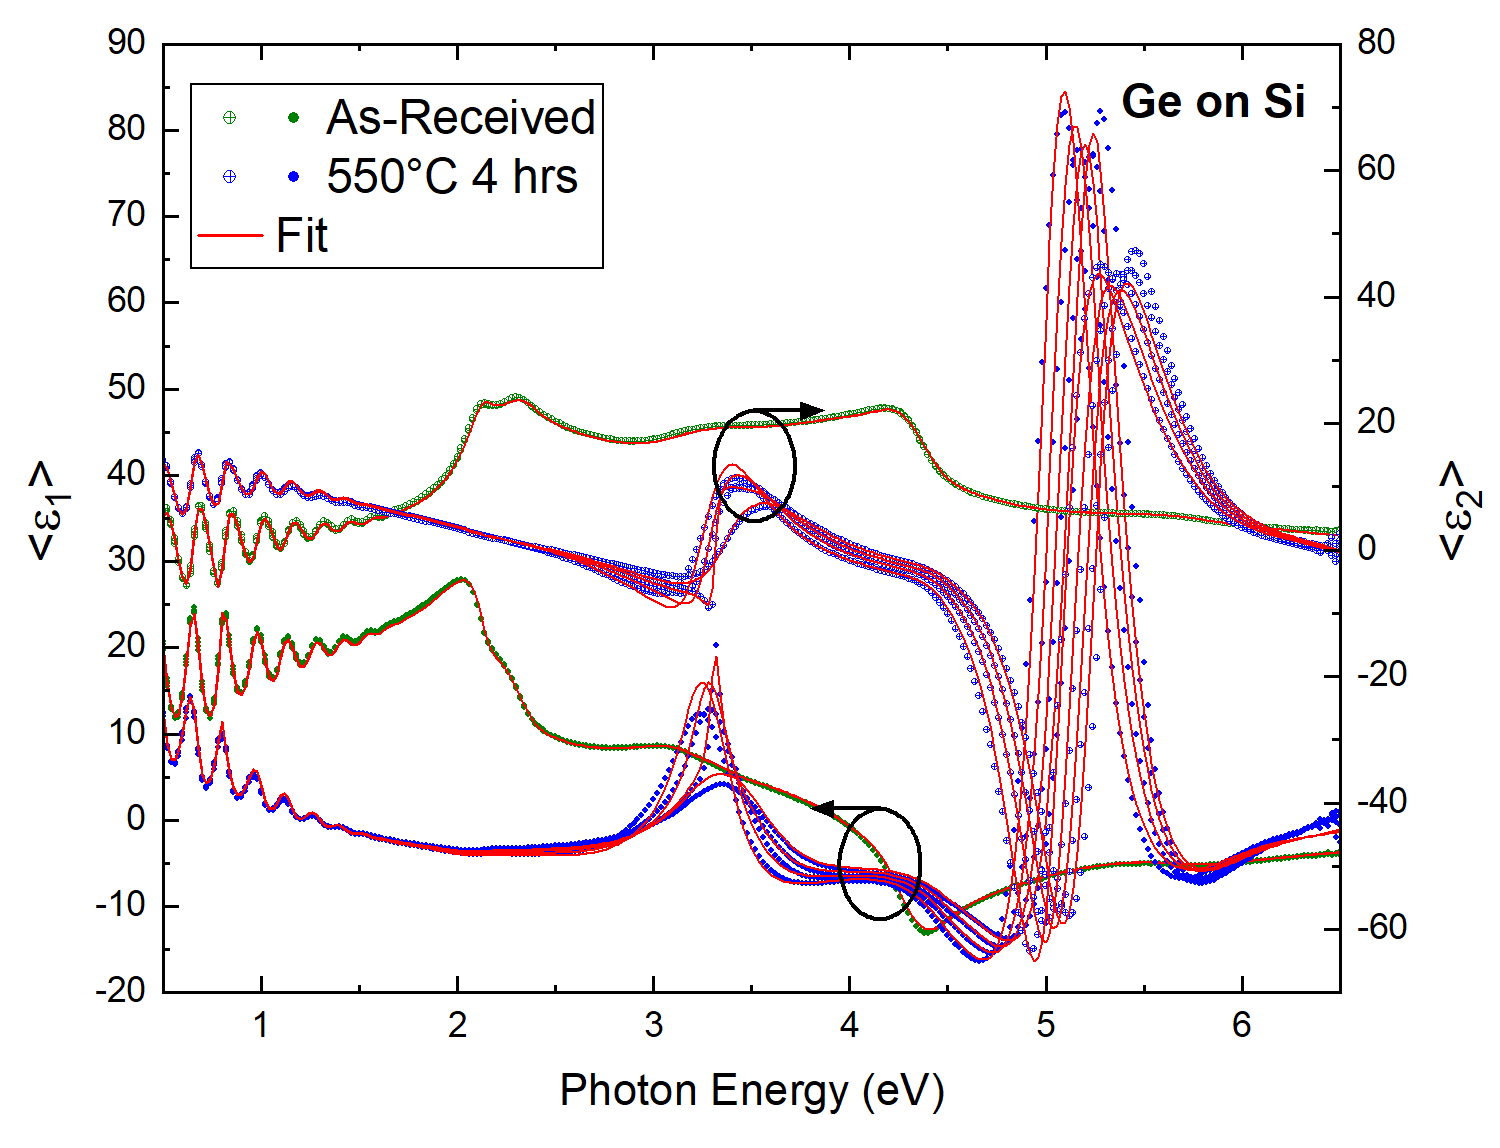 90
80
70
60
50
40
30
20
10
0
-10
-20
<ε1>
As-Received
550°C 4 hrs
Fit
Ge on Si
80
60
40
20
0
-20
-40
-60
<ε2>
1 2 3 4 5 6
Photon Energy (eV)